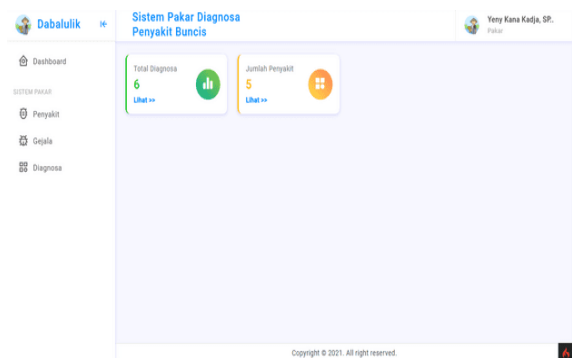 Dabalulik
Dashboard
SISTEM PAKAR
Penyakit
Gejala
Diagnosa
Sistem Pakar Diagnosa
Penyakit Buncis
Yeny Kana Kadja, SP..
Pakar
Total Diagnosa
6
Lihat >>
Jumlah Penyakit
5
Lihat >>
Copyright © 2021. All right reserved.